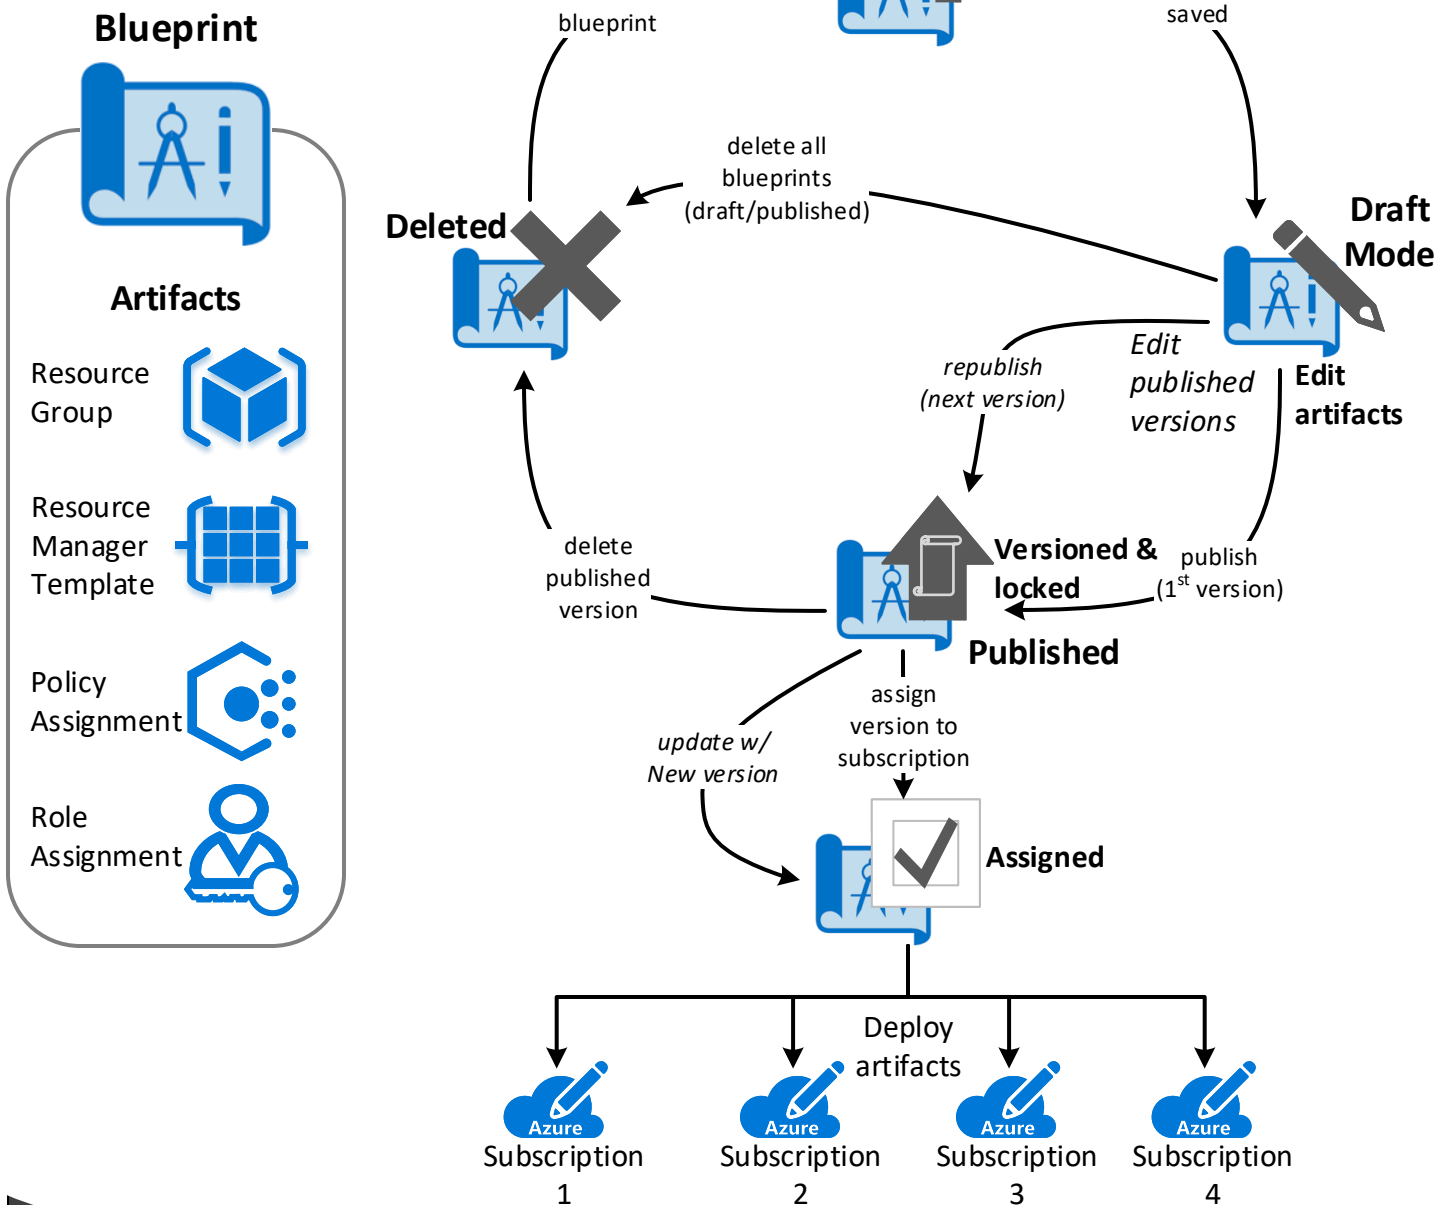 Blueprint
Artifacts
Resource
Group
Resource
Manager
Template
Policy
Assignment
Role
Assignment
blueprint
saved
delete all
blueprints
(draft/published)
Deleted
Draft
Mode
republish
(next version)
Edit
published
versions
Edit
artifacts
delete
published
version
Versioned &
locked
publish
(1st version)
Published
assign
version to
subscription
update w/
New version
Assigned
Deploy
artifacts
Azure
Azure
Azure
Azure
Subscription
1
Subscription
2
Subscription
3
Subscription
4